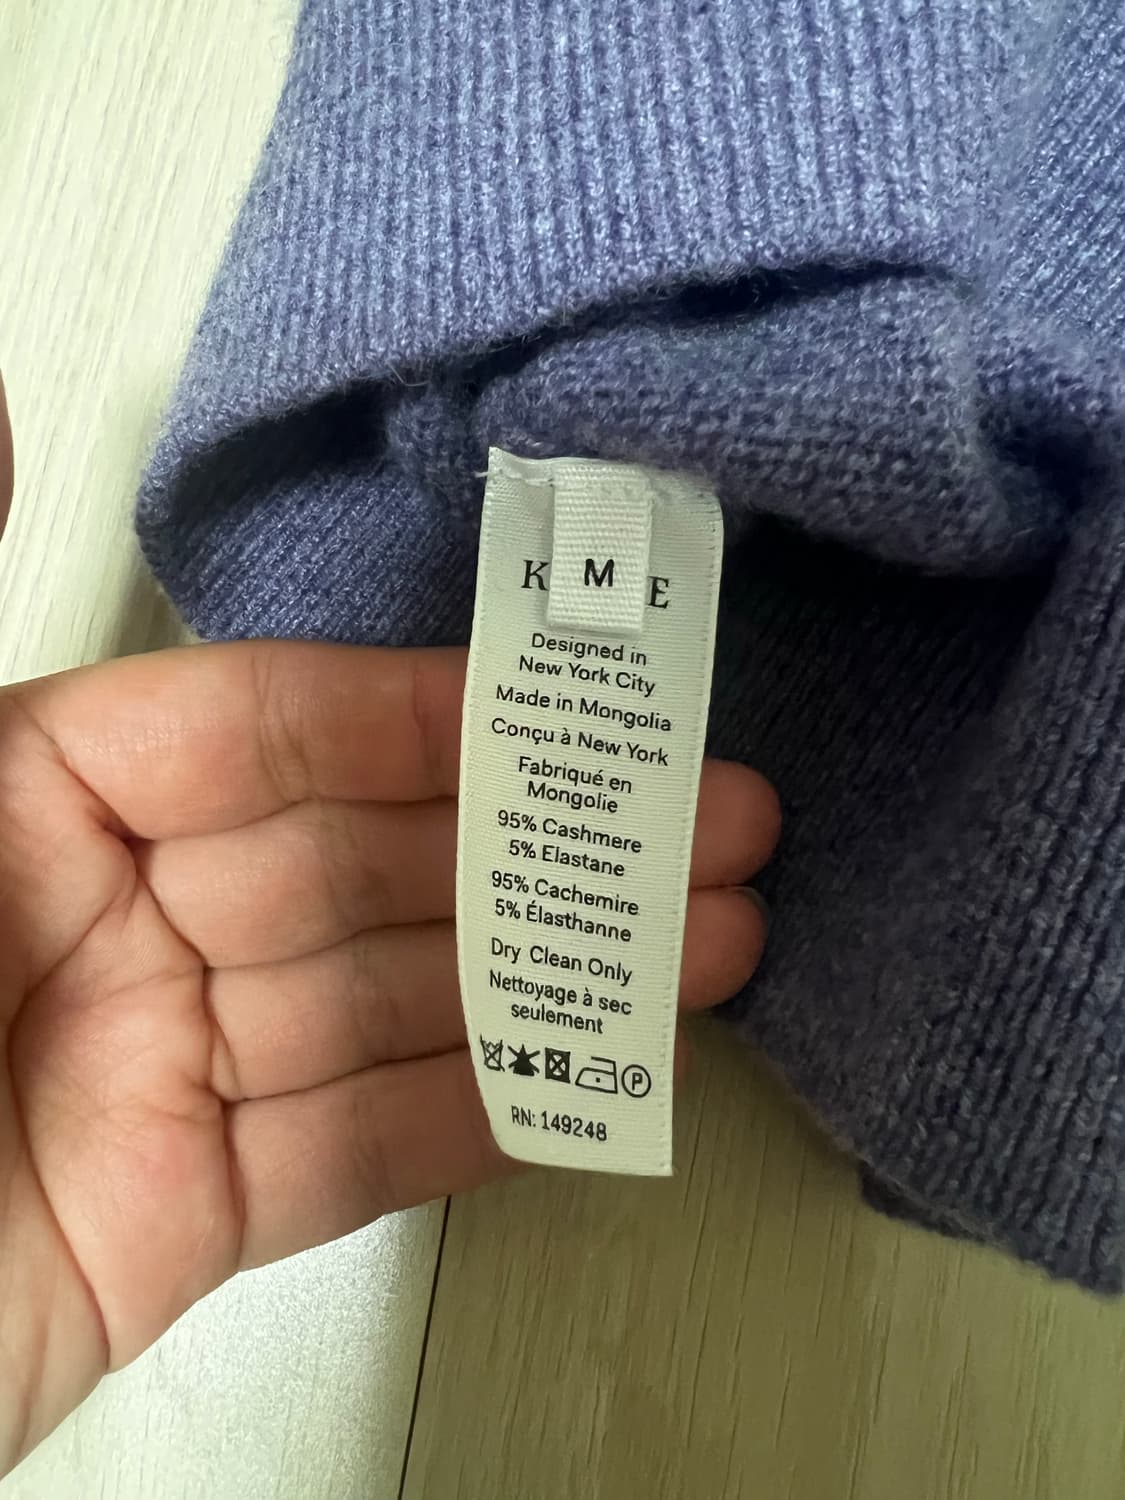 K M E
Designed in
New York City
Made in Mongolia
Conçu à New York
Fabriqué en
Mongolie
95% Cashmere
5% Elastane
95% Cachemire
5% Élasthanne
Dry Clean Only
Nettoyage à sec
seulement
P
RN: 149248